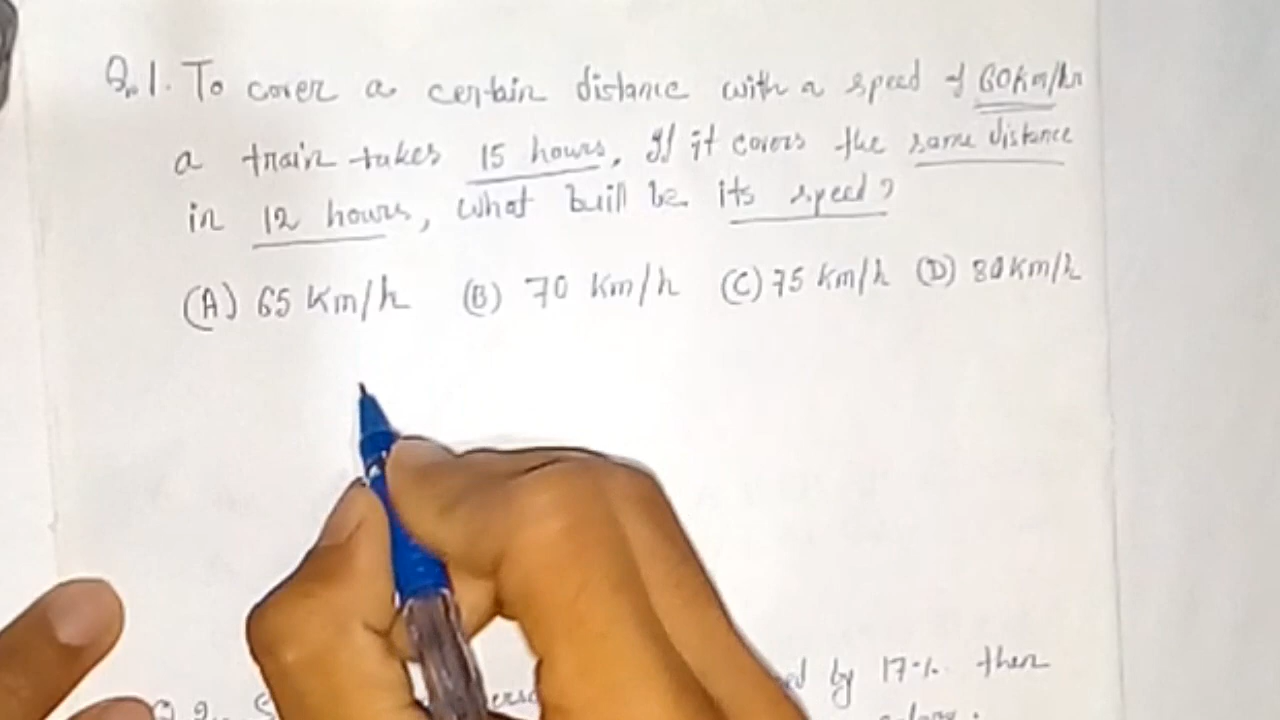 Q.1. To cover a certain distance with a speed of 60km/hr
a train takes 15 hours, If it covers the same distance
in 12 hours, what will be its speed?
(A) 65 Km/h (B) 70 Km/h (C) 75 Km/h (D) 80 Km/h
by 17%. then